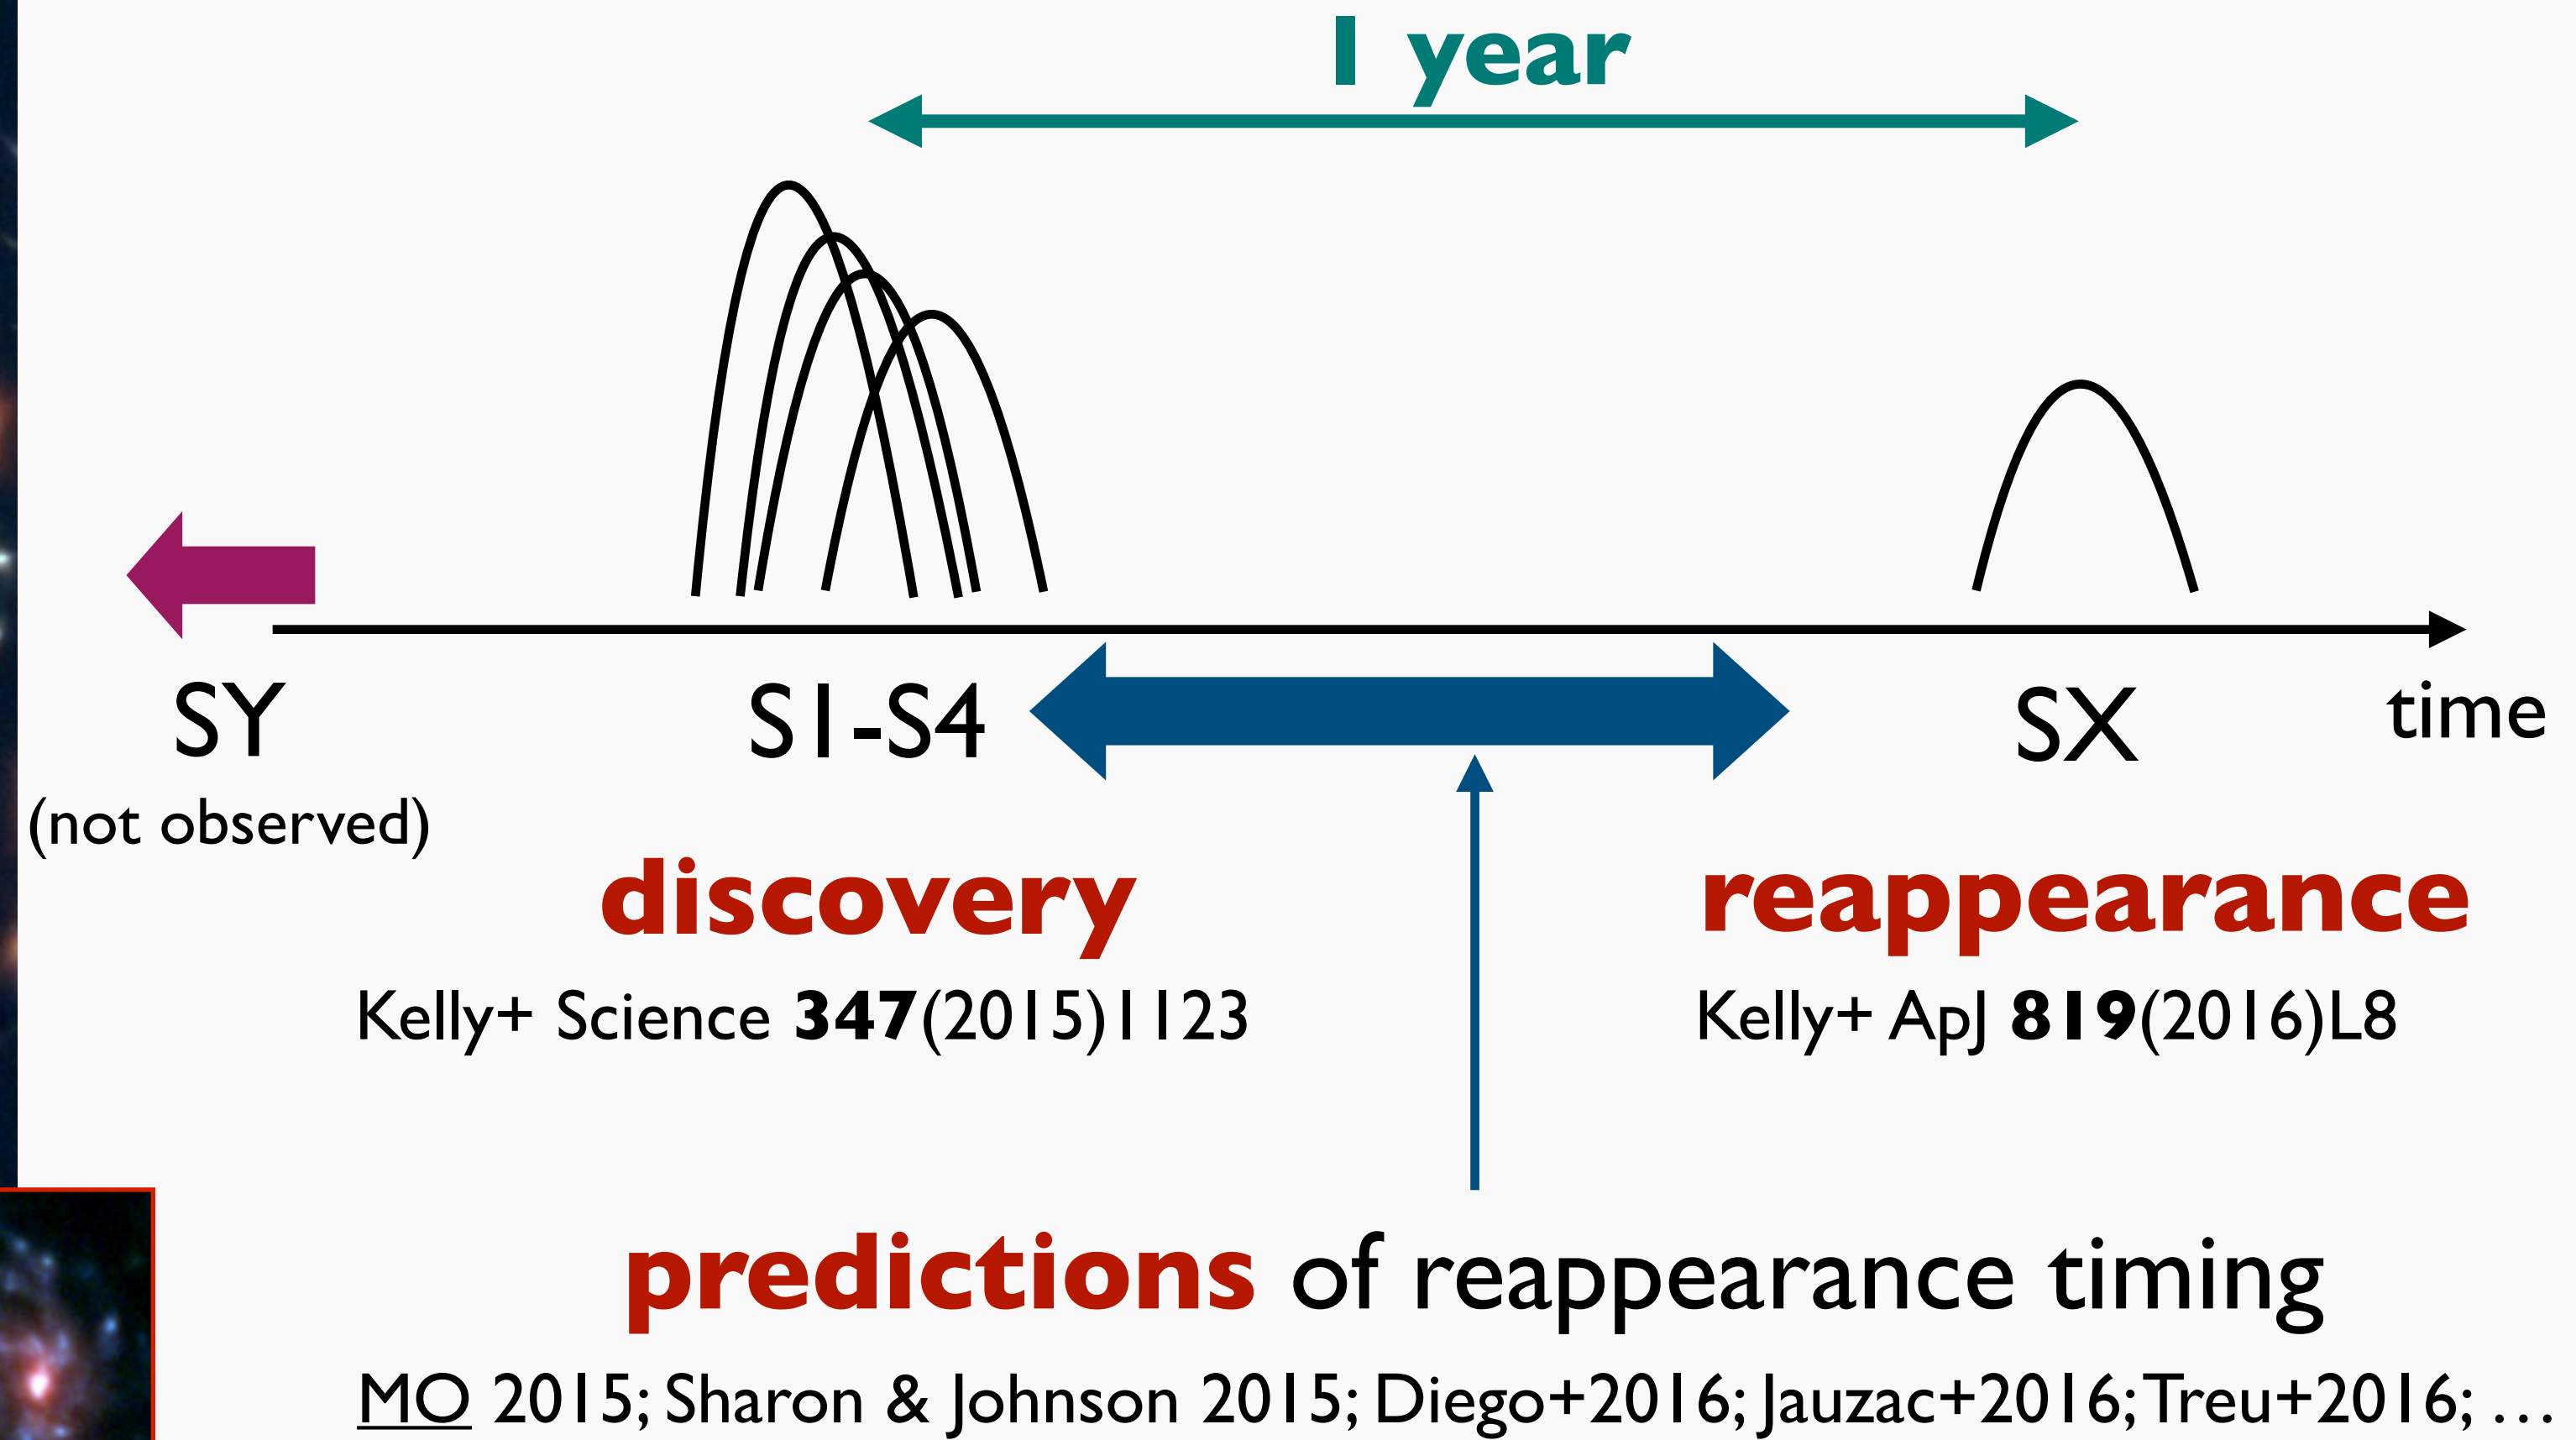 1 year
SY
S1-S4
SX
time
(not observed)
discovery
reappearance
Kelly+ Science 347(2015)1123
Kelly+ ApJ 819(2016)L8
predictions of reappearance timing
MO 2015; Sharon & Johnson 2015; Diego+2016; Jauzac+2016; Treu+2016; …